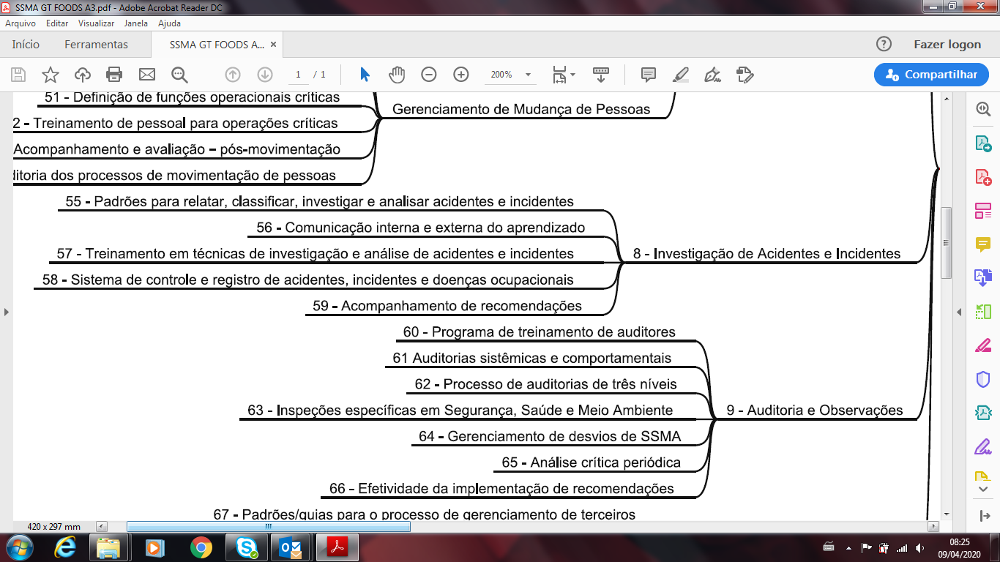 SSMA GT FOODS A3.pdf - Adobe Acrobat Reader DC
Arquivo Editar Visualizar Janela Ajuda
Início Ferramentas SSMA GT FOODS A... × Fazer logon
1 / 1 200% Compartilhar
51 - Definição de funções operacionais críticas
Gerenciamento de Mudança de Pessoas
2 - Treinamento de pessoal para operações críticas
Acompanhamento e avaliação – pós-movimentação
ditoria dos processos de movimentação de pessoas
55 - Padrões para relatar, classificar, investigar e analisar acidentes e incidentes
56 - Comunicação interna e externa do aprendizado
57 - Treinamento em técnicas de investigação e análise de acidentes e incidentes
8 - Investigação de Acidentes e Incidentes
58 - Sistema de controle e registro de acidentes, incidentes e doenças ocupacionais
59 - Acompanhamento de recomendações
60 - Programa de treinamento de auditores
61 Auditorias sistêmicas e comportamentais
62 - Processo de auditorias de três níveis
63 - Inspeções específicas em Segurança, Saúde e Meio Ambiente
9 - Auditoria e Observações
64 - Gerenciamento de desvios de SSMA
65 - Análise crítica periódica
66 - Efetividade da implementação de recomendações
67 - Padrões/guias para o processo de gerenciamento de terceiros
420 x 297 mm
08:25
09/04/2020